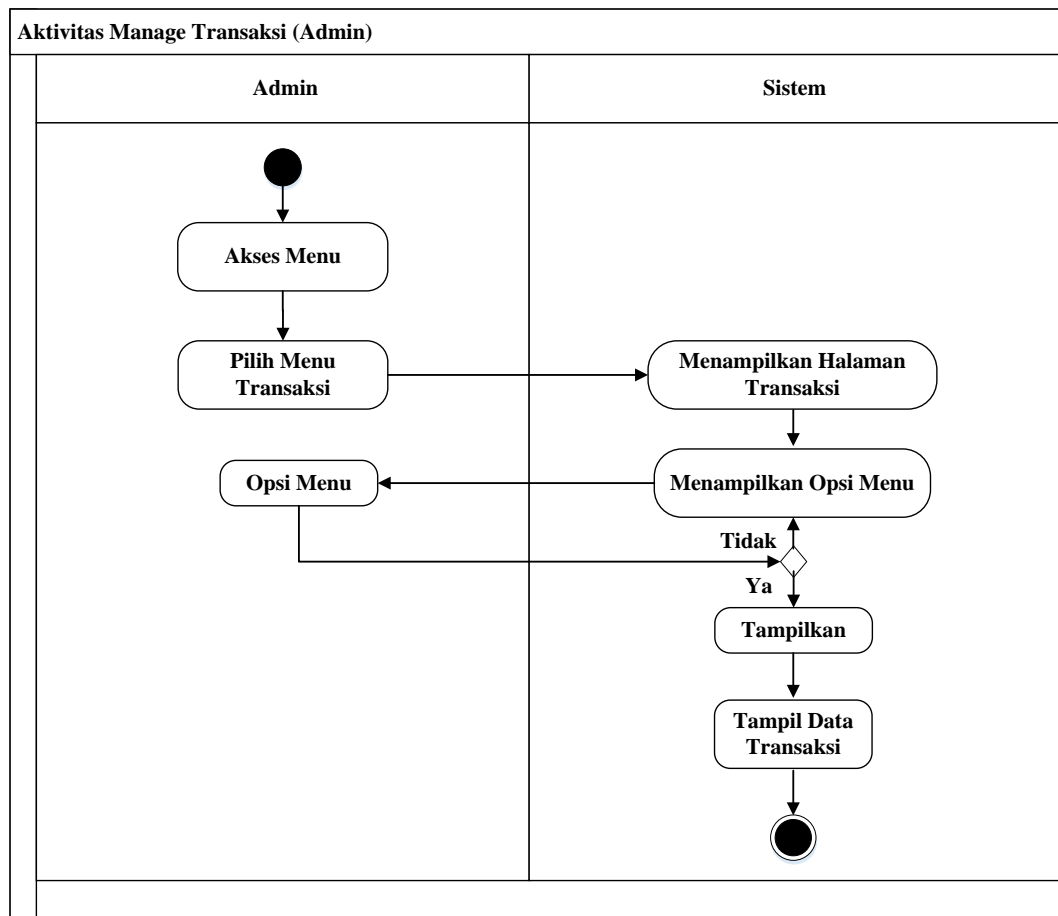 Aktivitas Manage Transaksi (Admin)
Admin
Sistem
Akses Menu
Pilih Menu
Transaksi
Menampilkan Halaman
Transaksi
Opsi Menu
Menampilkan Opsi Menu
Tidak
Ya
Tampilkan
Tampil Data
Transaksi